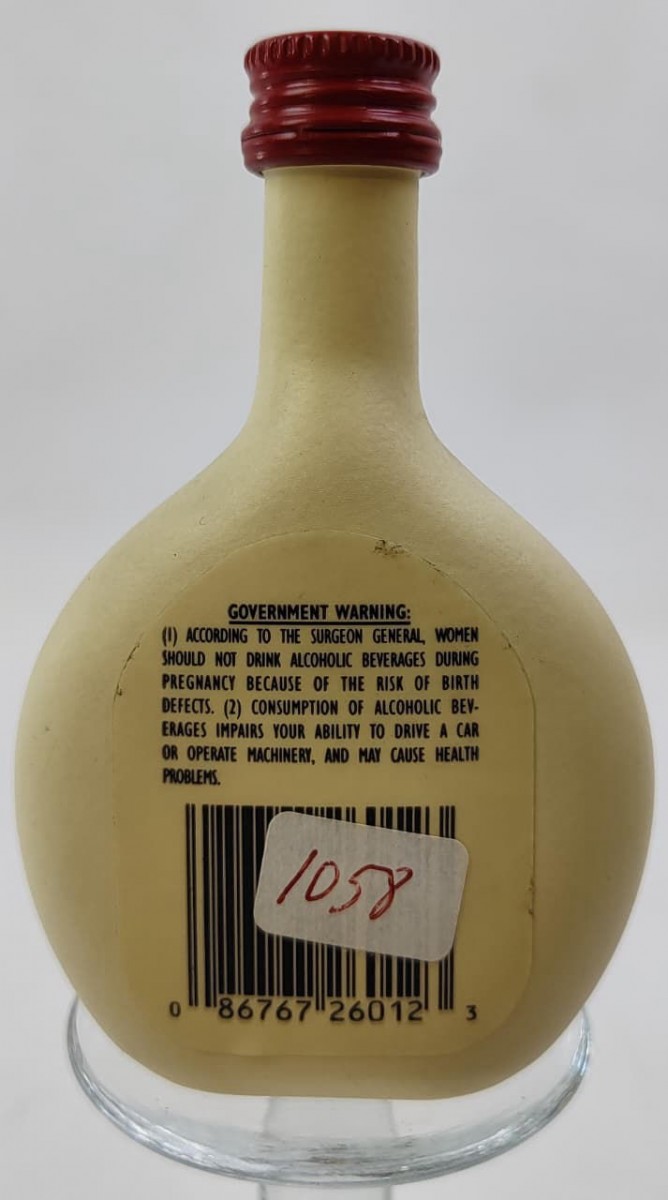 GOVERNMENT WARNING:
(1) ACCORDING TO THE SURGEON GENERAL, WOMEN
SHOULD NOT DRINK ALCOHOLIC BEVERAGES DURING
PREGNANCY BECAUSE OF THE RISK OF BIRTH
DEFECTS. (2) CONSUMPTION OF ALCOHOLIC BEV-
ERAGES IMPAIRS YOUR ABILITY TO DRIVE A CAR
OR OPERATE MACHINERY, AND MAY CAUSE HEALTH
PROBLEMS.
1058
0 86767 26012 3